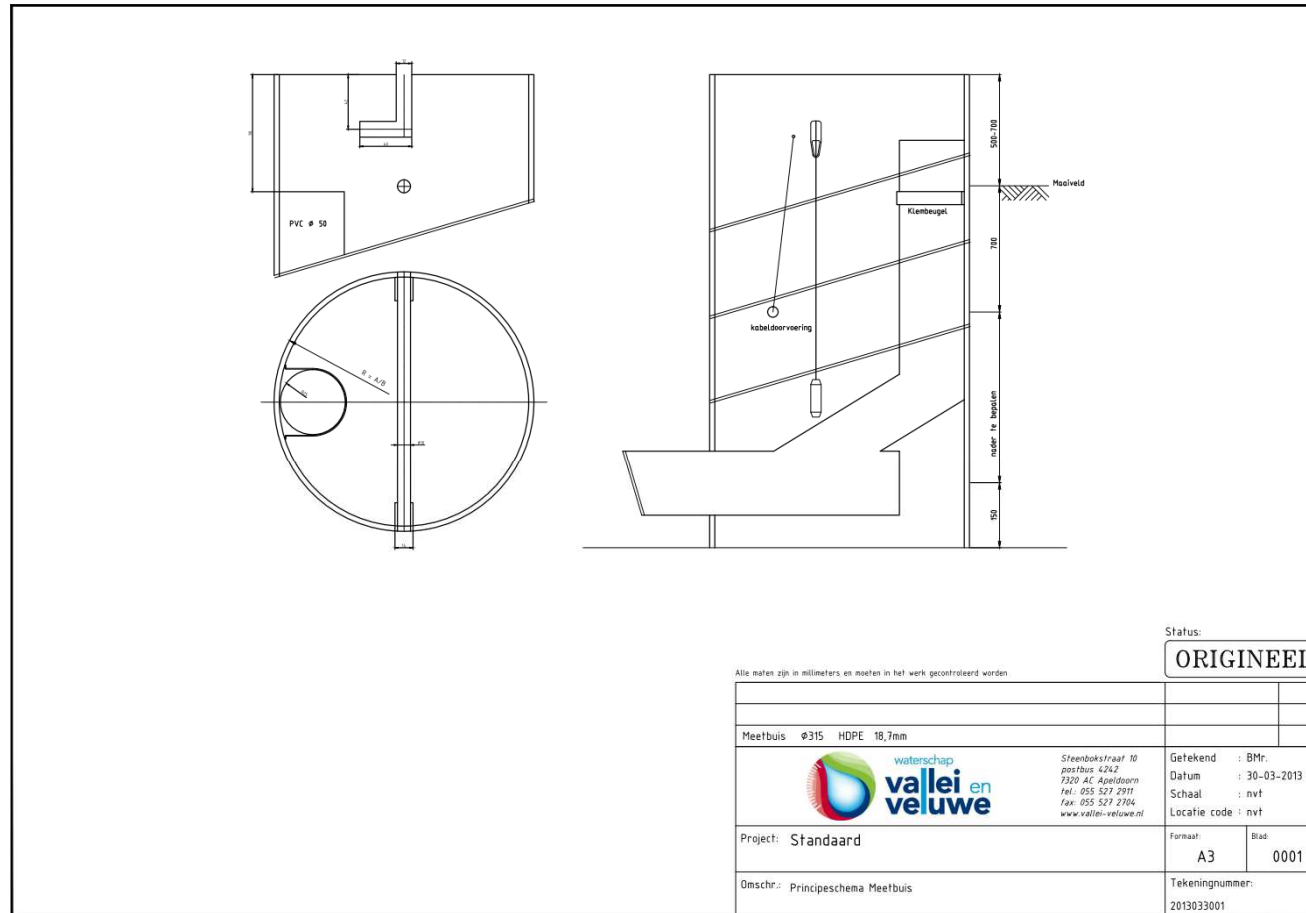 PVC ø 50
R = A/B
500-700
Maaiveld
Klembeugel
700
kabeldoorvoering
nader te bepalen
150
Status:
ORIGINEEL
Alle maten zijn in millimeters en moeten in het werk gecontroleerd worden
Meetbuis ø315 HDPE 18,7mm
waterschap
vallei en
veluwe
Steenbokstraat 10
postbus 4242
7320 AC Apeldoorn
tel.: 055 527 2911
fax: 055 527 2704
www.vallei-veluwe.nl
Getekend : BMr.
Datum : 30-03-2013
Schaal : nvt
Locatie code : nvt
Project: Standaard
Formaat:
A3
Blad:
0001
Omschr.: Principeschema Meetbuis
Tekeningnummer:
2013033001